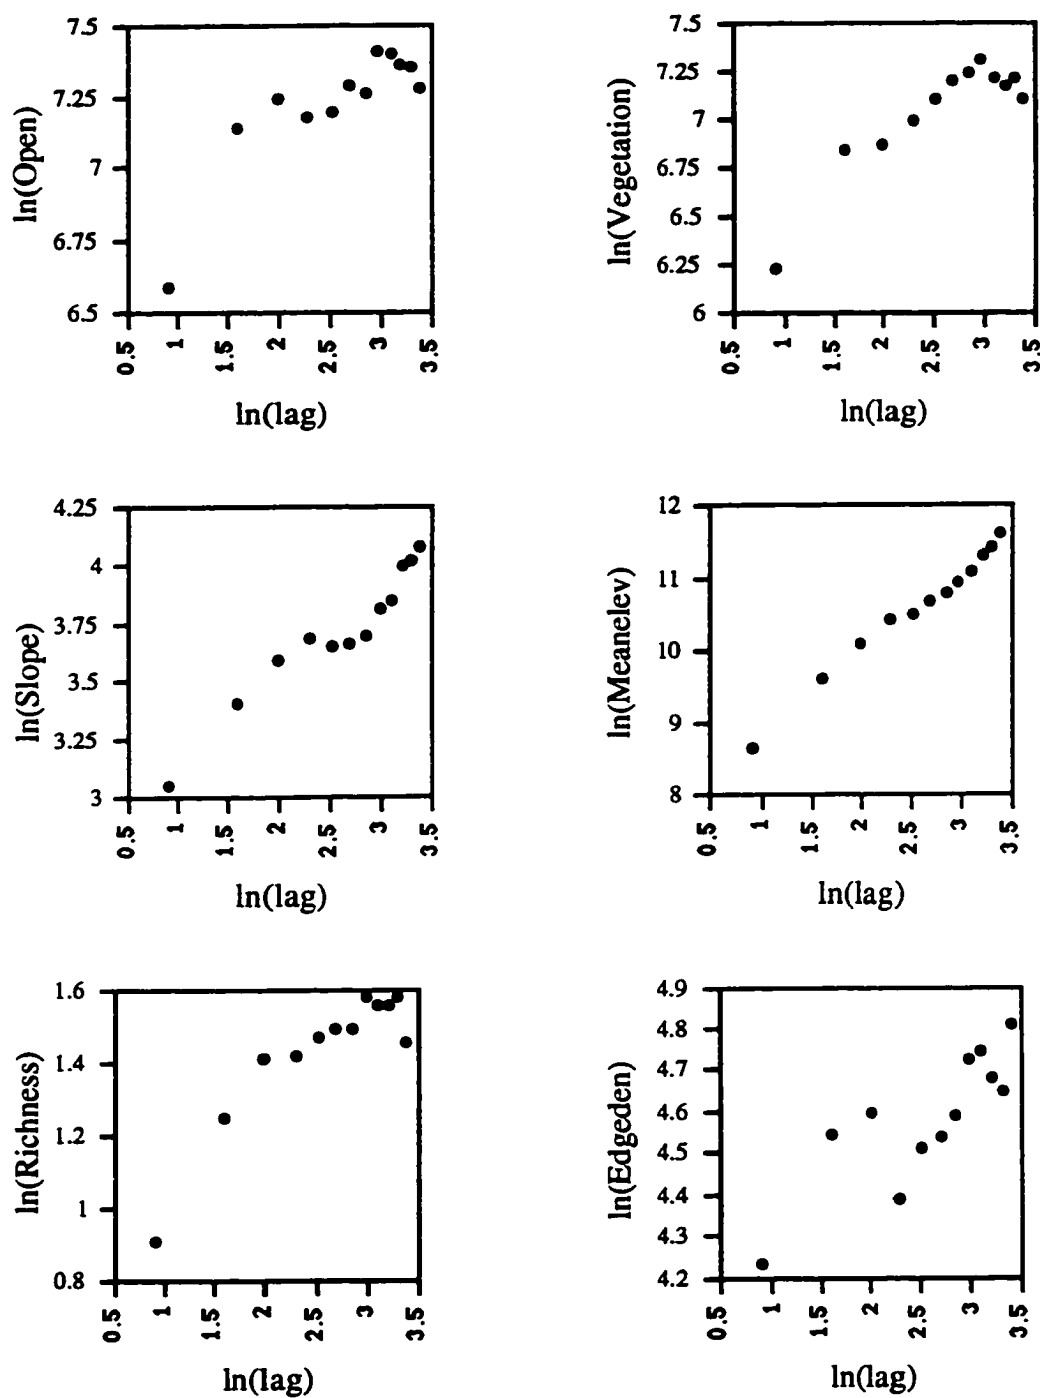 7.5
7.25
7
6.75
6.5
ln(Open)
0.5 1 1.5 2 2.5 3 3.5
ln(lag)
7.5
7.25
7
6.75
6.5
6.25
6
ln(Vegetation)
0.5 1 1.5 2 2.5 3 3.5
ln(lag)
4.25
4
3.75
3.5
3.25
3
ln(Slope)
0.5 1 1.5 2 2.5 3 3.5
ln(lag)
12
11
10
9
8
ln(Meanelev)
0.5 1 1.5 2 2.5 3 3.5
ln(lag)
1.6
1.4
1.2
1
0.8
ln(Richness)
0.5 1 1.5 2 2.5 3 3.5
ln(lag)
4.9
4.8
4.7
4.6
4.5
4.4
4.3
4.2
ln(Edgeden)
0.5 1 1.5 2 2.5 3 3.5
ln(lag)